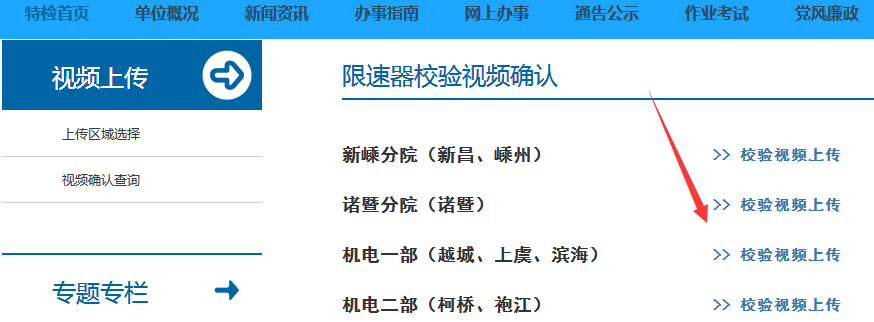 特检首页 单位概况 新闻资讯 办事指南 网上办事 通告公示 作业考试 党风廉政
视频上传
上传区域选择
视频确认查询
专题专栏
限速器校验视频确认
新嵊分院（新昌、嵊州） >> 校验视频上传
诸暨分院（诸暨） >> 校验视频上传
机电一部（越城、上虞、滨海） >> 校验视频上传
机电二部（柯桥、袍江） >> 校验视频上传